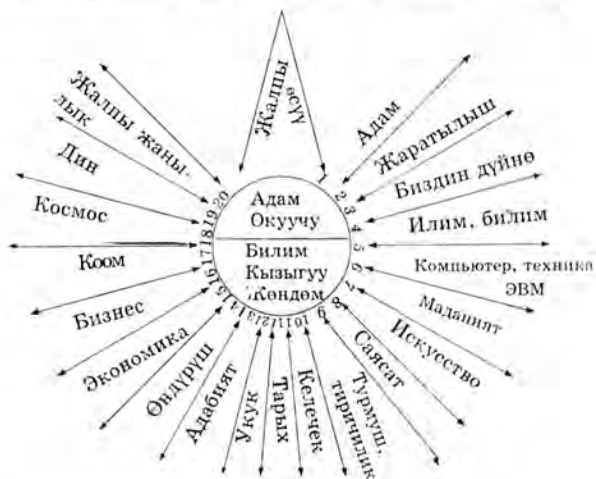 Жалпы
өсүү
Адам
Жаратылыш
Биздин дүйнө
Илим, билим
Компьютер, техника
ЭВМ
Маданият
Искусство
Саясат
Турмуш,
тиричилик
Келечек
Тарых
Укук
Адабият
Өндүрүш
Экономика
Бизнес
Коом
Космос
Дин
Жалпы жаңы-
лык
1
2
3
4
5
6
7
8
9
10
11
12
13
14
15
16
17
18
19
20
Адам
Окуучу
Билим
Кызыгуу
Жөндөм